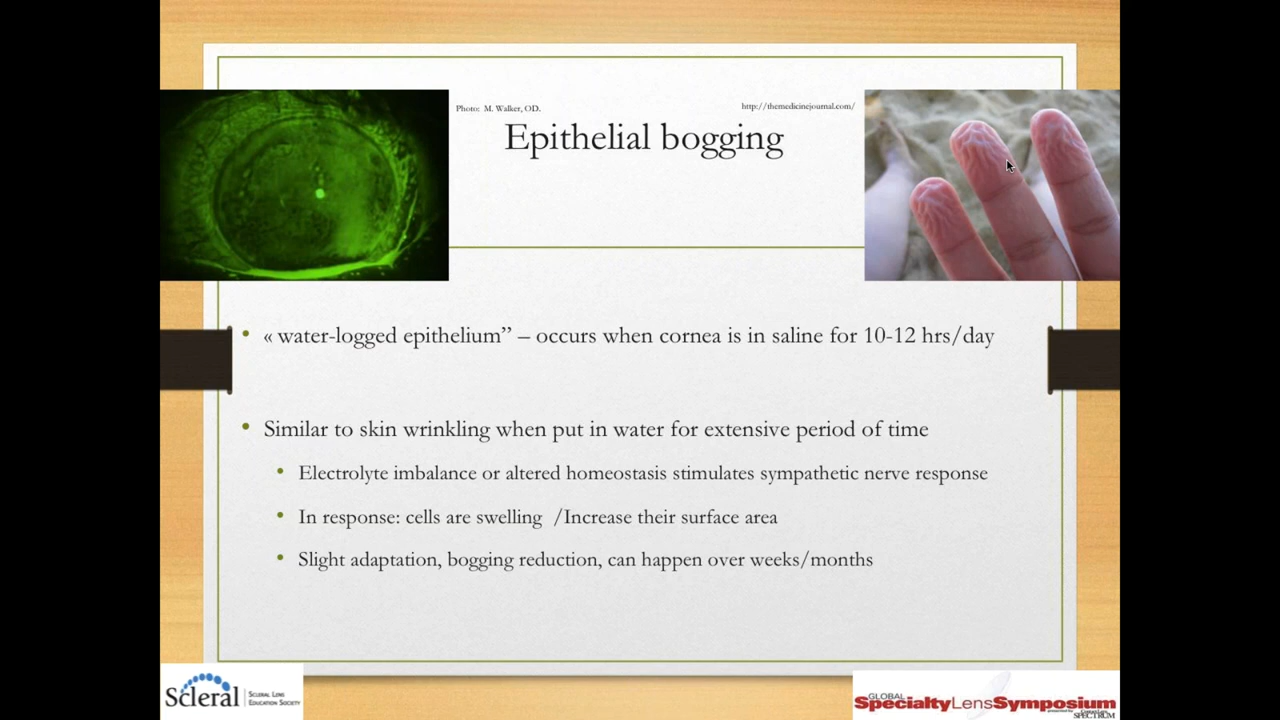 Photo: M. Walker, OD.
http://themedicinejournal.com/
Epithelial bogging
« water-logged epithelium” – occurs when cornea is in saline for 10-12 hrs/day
Similar to skin wrinkling when put in water for extensive period of time
Electrolyte imbalance or altered homeostasis stimulates sympathetic nerve response
In response: cells are swelling /Increase their surface area
Slight adaptation, bogging reduction, can happen over weeks/months
Scleral
SCLERAL LENS
EDUCATION SOCIETY
GLOBAL
SpecialtyLensSymposium
SPECTRUM